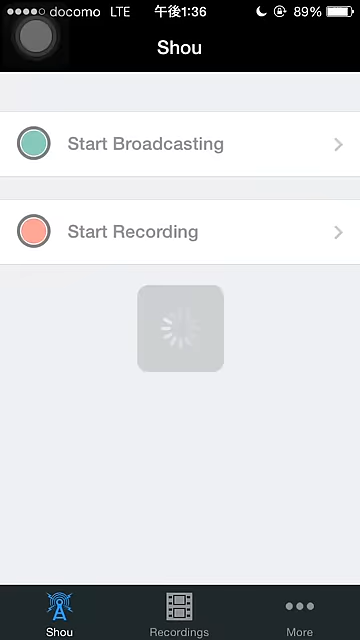 docomo LTE 午後1:36 89%
Shou
Start Broadcasting
Start Recording
Shou Recordings More